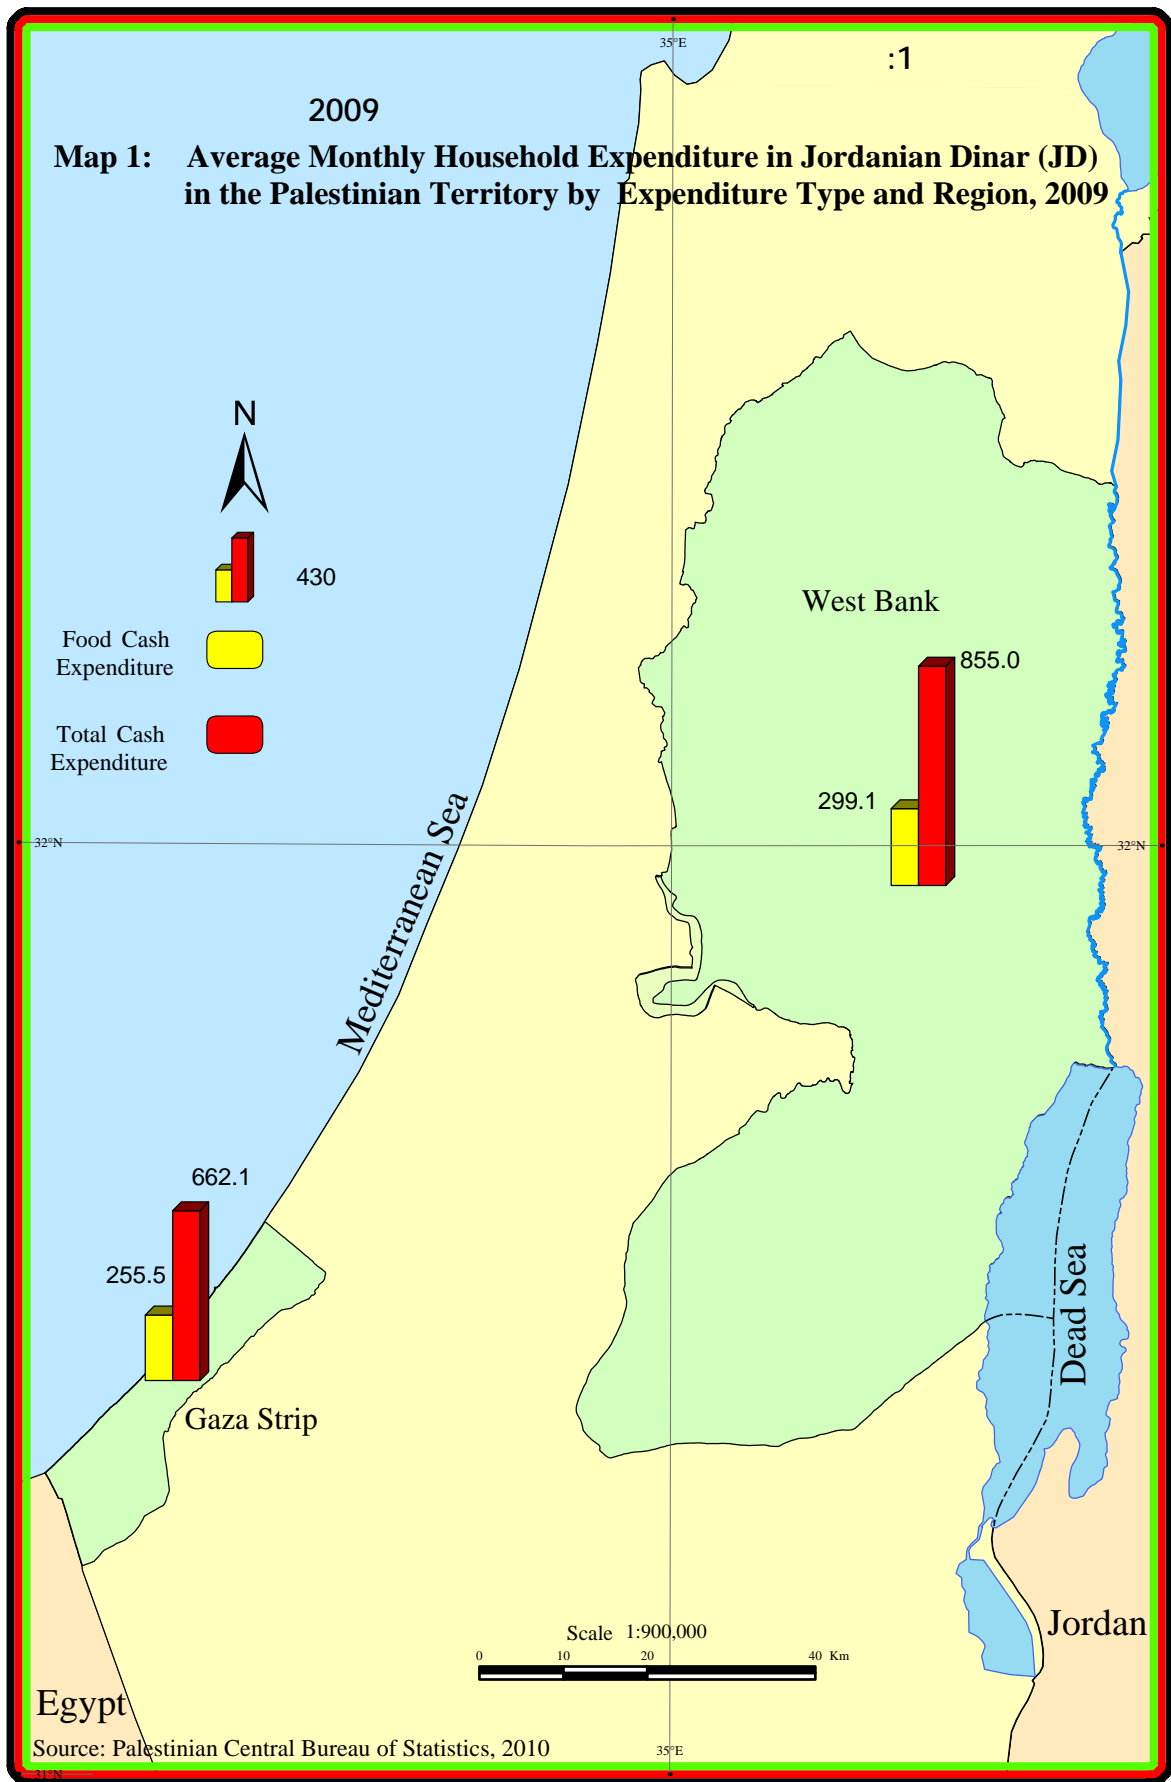 35°E
:1
2009
Map 1: Average Monthly Household Expenditure in Jordanian Dinar (JD)
in the Palestinian Territory by Expenditure Type and Region, 2009
N
430
Food Cash
Expenditure
Total Cash
Expenditure
West Bank
855.0
299.1
32°N
32°N
Mediterranean Sea
662.1
255.5
Gaza Strip
Dead Sea
Jordan
Scale 1:900,000
0 10 20 40 Km
Egypt
Source: Palestinian Central Bureau of Statistics, 2010
35°E
31°N